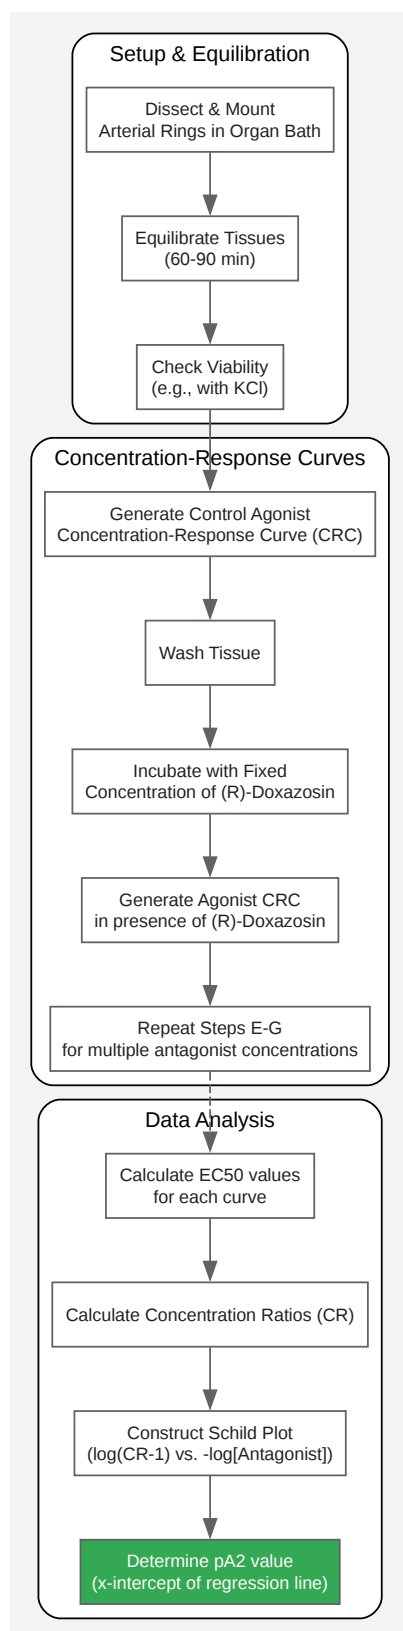 Setup & Equilibration
Dissect & Mount
Arterial Rings in Organ Bath
Equilibrate Tissues
(60-90 min)
Check Viability
(e.g., with KCl)
Concentration-Response Curves
Generate Control Agonist
Concentration-Response Curve (CRC)
Wash Tissue
Incubate with Fixed
Concentration of (R)-Doxazosin
Generate Agonist CRC
in presence of (R)-Doxazosin
Repeat Steps E-G
for multiple antagonist concentrations
Data Analysis
Calculate EC50 values
for each curve
Calculate Concentration Ratios (CR)
Construct Schild Plot
(log(CR-1) vs. -log[Antagonist])
Determine pA2 value
(x-intercept of regression line)